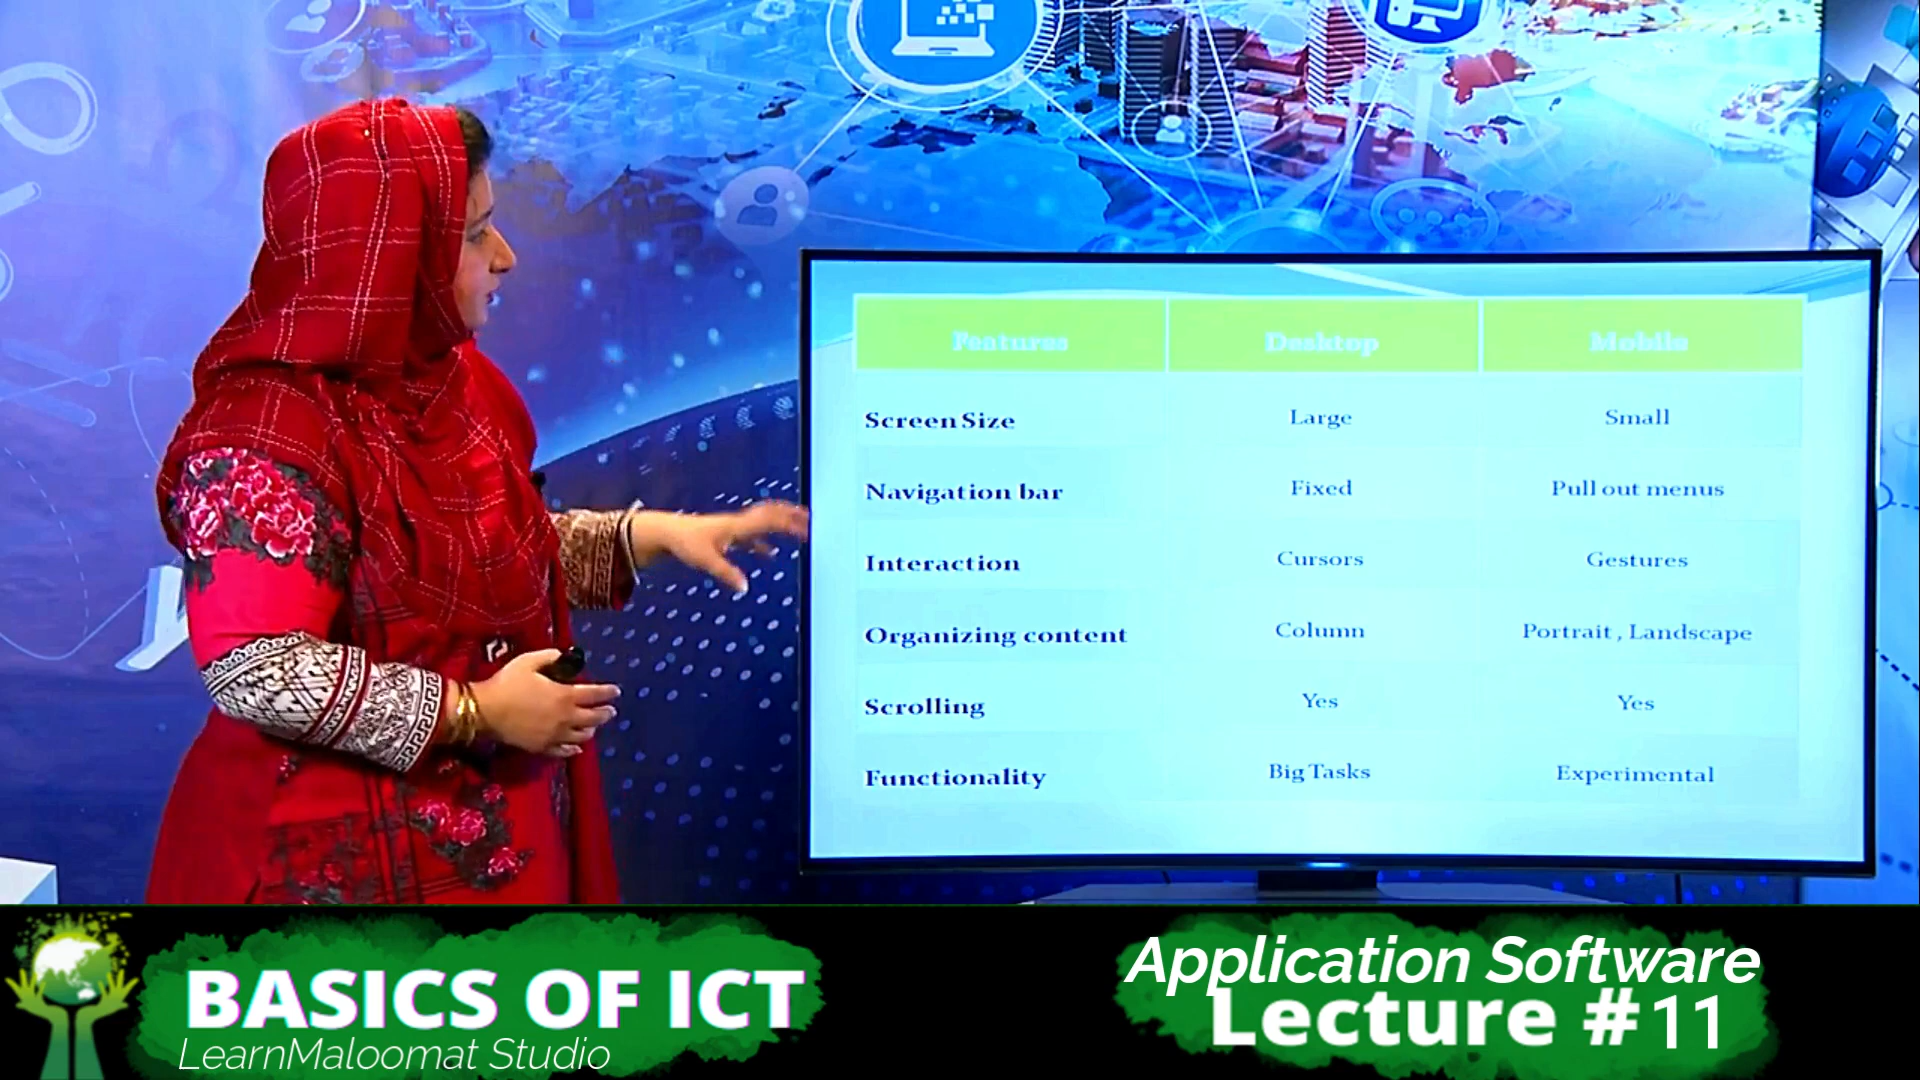 Features Desktop Mobile
Screen Size Large Small
Navigation bar Fixed Pull out menus
Interaction Cursors Gestures
Organizing content Column Portrait , Landscape
Scrolling Yes Yes
Functionality Big Tasks Experimental
BASICS OF ICT
LearnMaloomat Studio
Application Software
Lecture #11